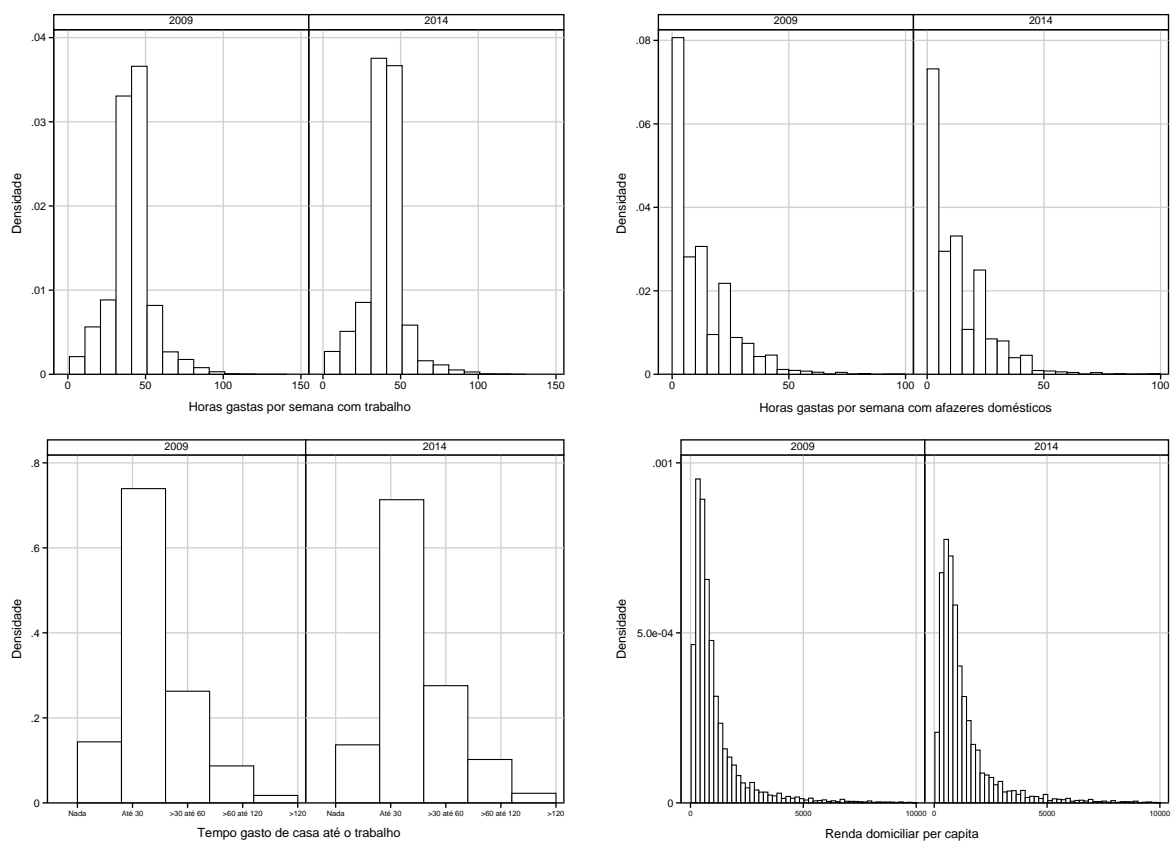 2009 2014
.04
.03
.02
.01
0
Densidade
0 50 100 150 0 50 100 150
Horas gastas por semana com trabalho
2009 2014
.08
.06
.04
.02
0
Densidade
0 50 100 0 50 100
Horas gastas por semana com afazeres domésticos
2009 2014
.8
.6
.4
.2
0
Densidade
Nada Até 30 >30 até 60 >60 até 120 >120 Nada Até 30 >30 até 60 >60 até 120 >120
Tempo gasto de casa até o trabalho
2009 2014
.001
5.0e-04
0
Densidade
0 5000 10000 0 5000 10000
Renda domiciliar per capita